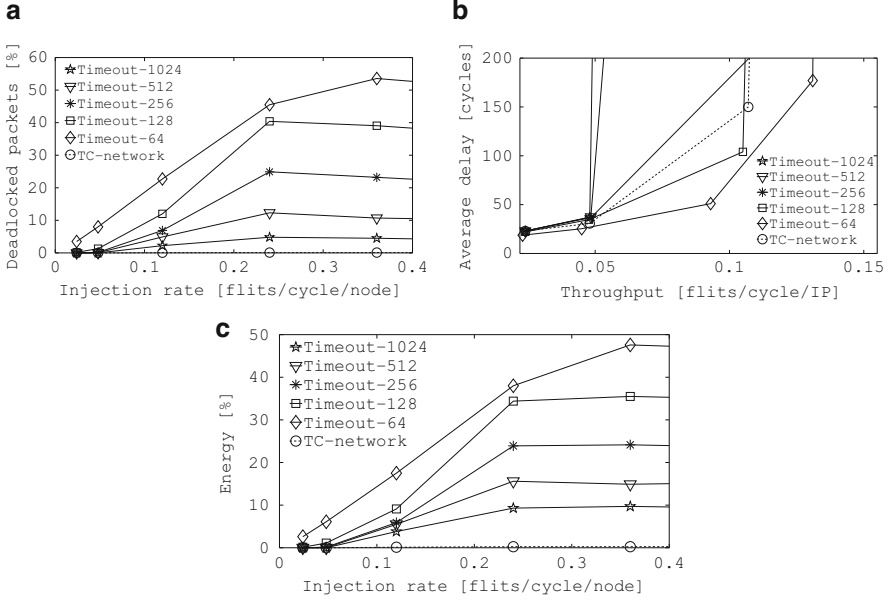 a
Deadlocked packets [%]
60
50
40
30
20
10
0
Timeout-1024
Timeout-512
Timeout-256
Timeout-128
Timeout-64
TC-network
0
0.1
0.2
0.3
0.4
Injection rate [flits/cycle/node]
b
Average delay [cycles]
200
150
100
50
0
Timeout-1024
Timeout-512
Timeout-256
Timeout-128
Timeout-64
TC-network
0.05
0.1
0.15
Throughput [flits/cycle/IP]
c
Energy [%]
50
40
30
20
10
0
Timeout-1024
Timeout-512
Timeout-256
Timeout-128
Timeout-64
TC-network
0
0.1
0.2
0.3
0.4
Injection rate [flits/cycle/node]